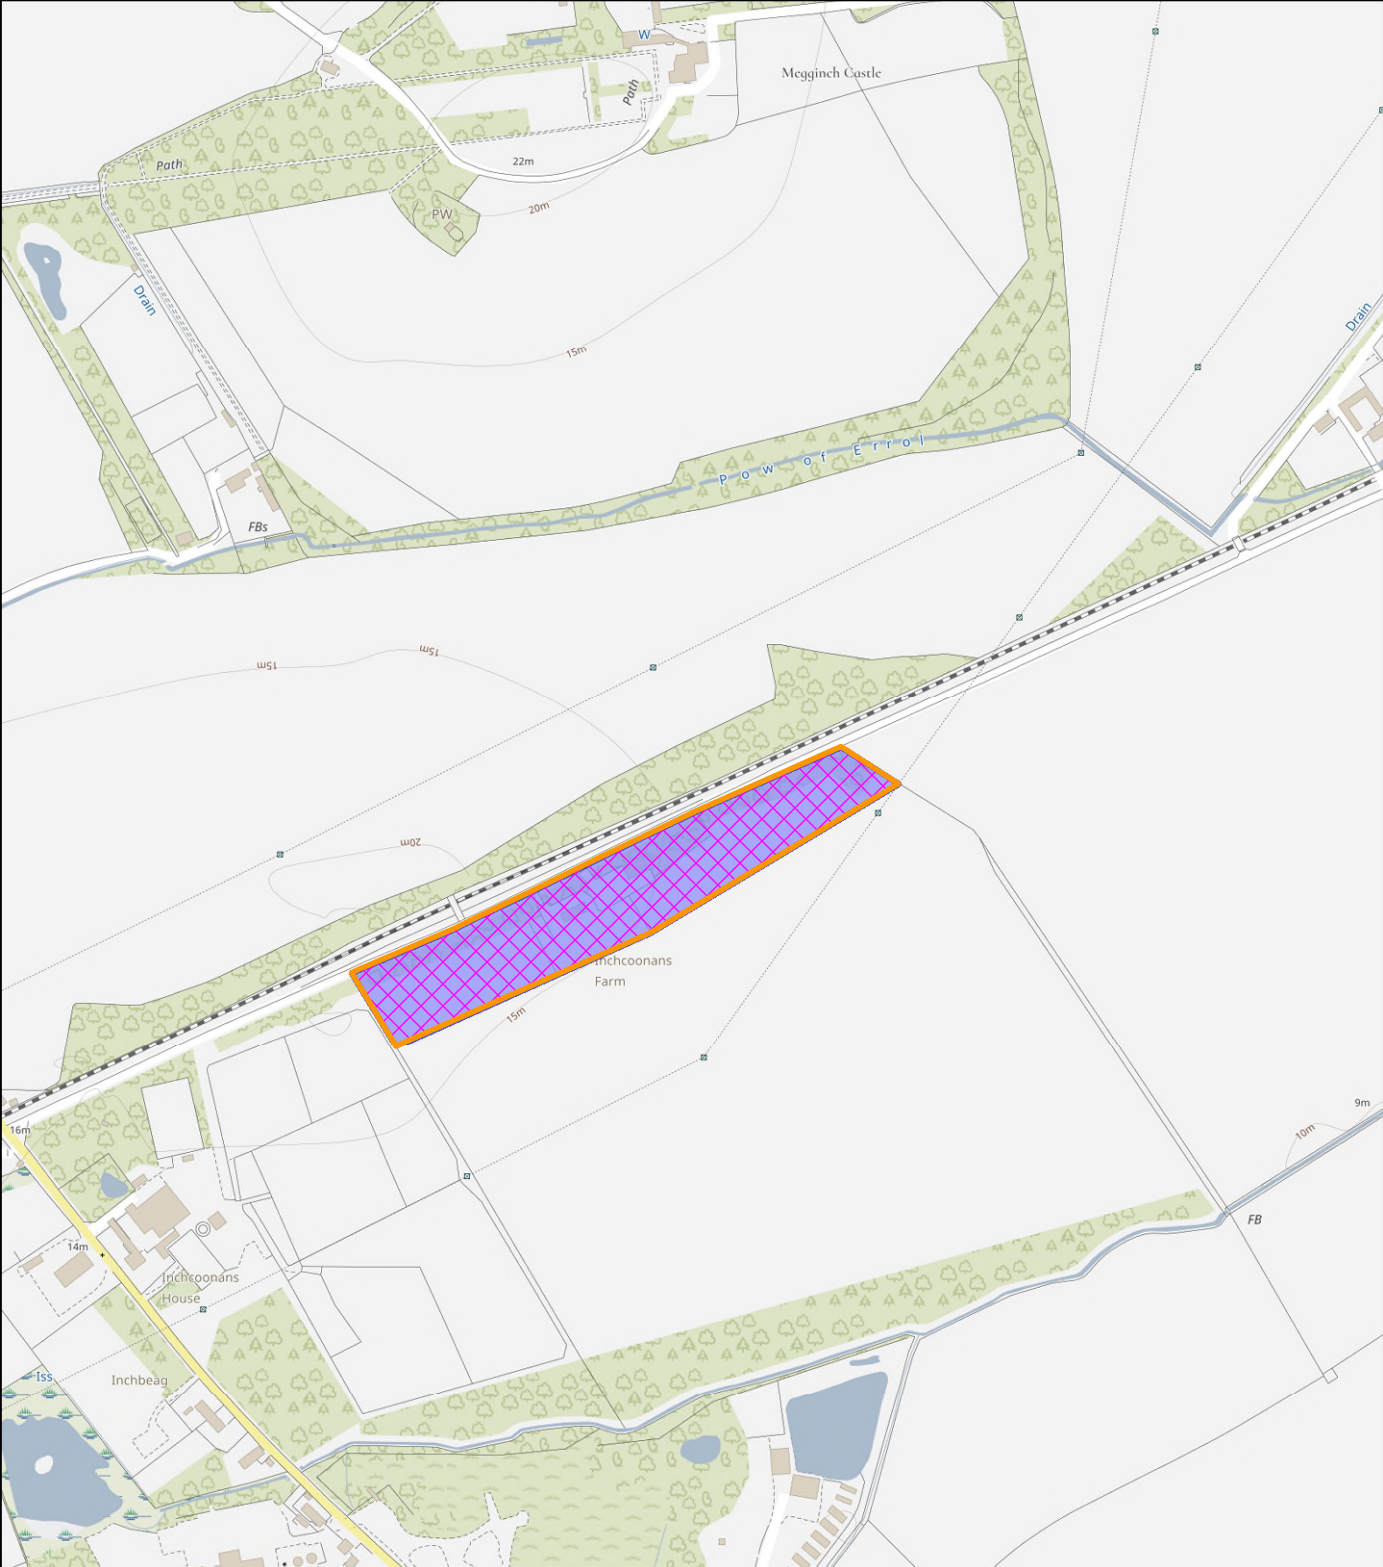 W
Megginch Castle
Path
Path
22m
PW
20m
Drain
15m
Drain
Pow of Errol
FBs
15m
15m
20m
Inchcoonans
Farm
15m
9m
10m
16m
FB
14m
Inchcoonans
House
Iss
Inchbeag